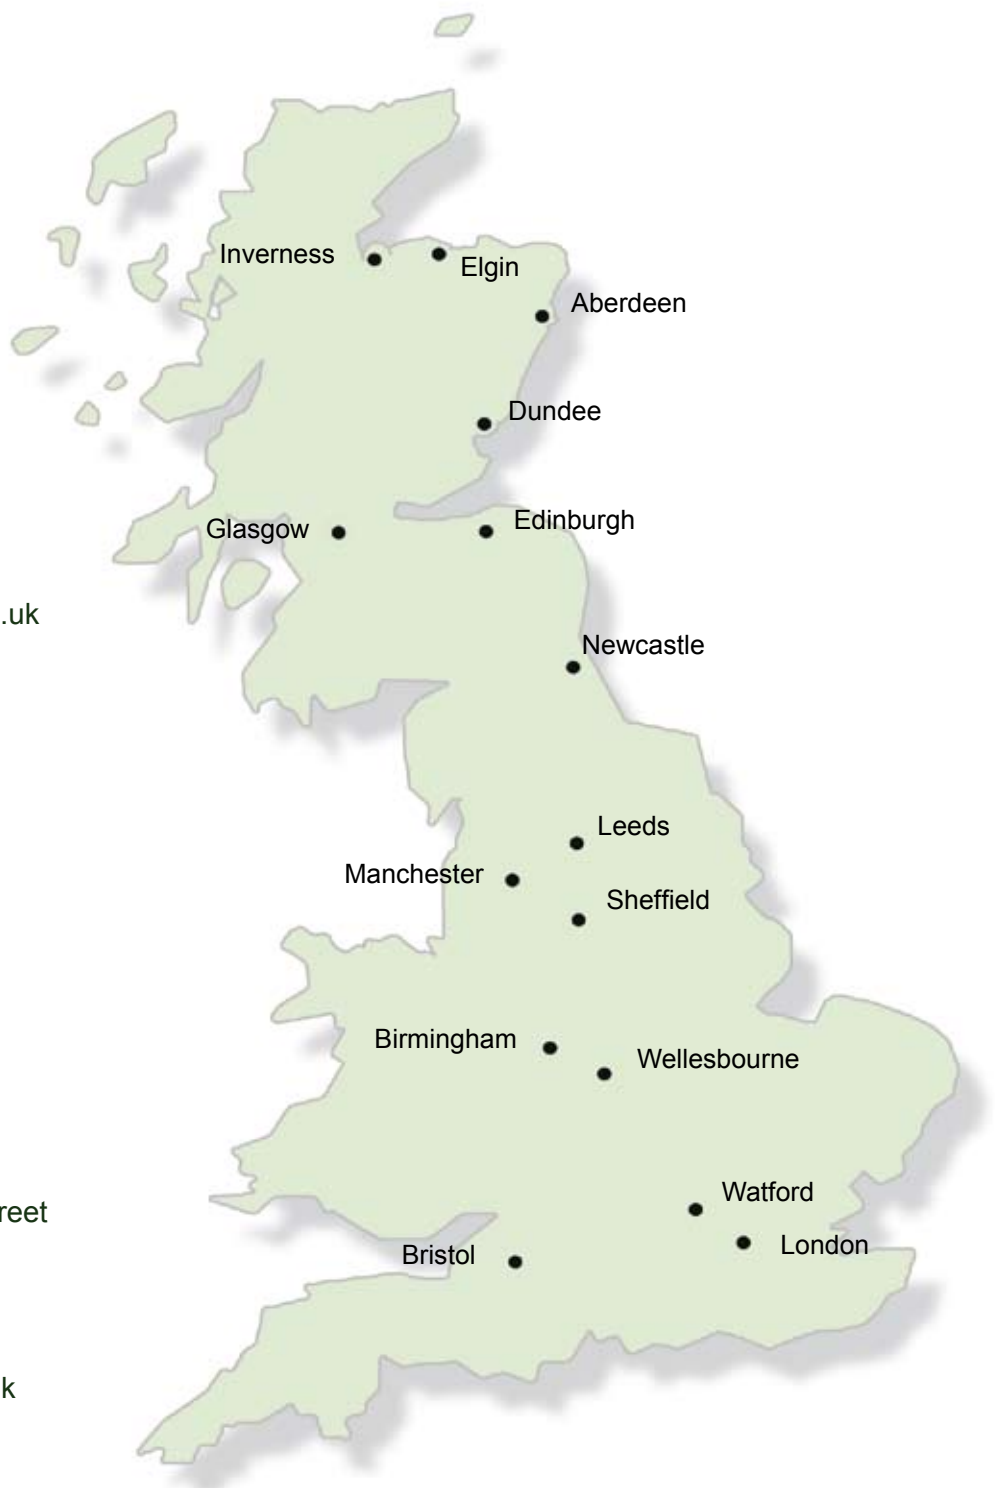 Inverness
Elgin
Aberdeen
Dundee
Glasgow
Edinburgh
.uk
Newcastle
Leeds
Manchester
Sheffield
Birmingham
Wellesbourne
Watford
reet
London
Bristol
k